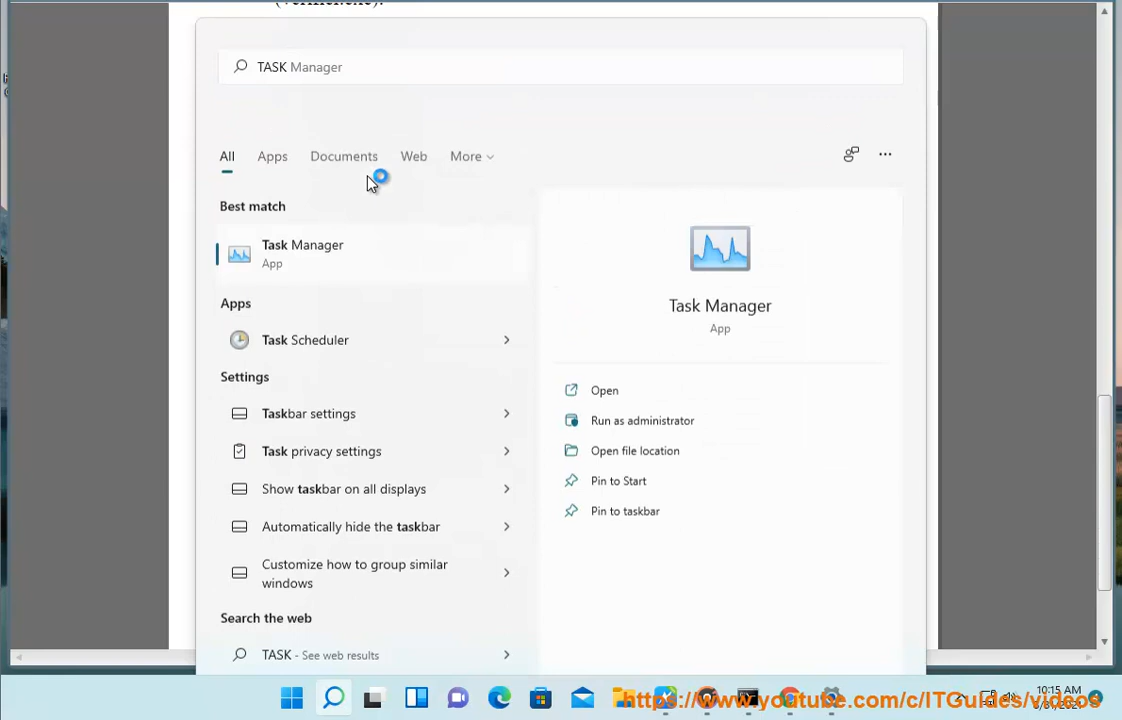 TASK Manager
All Apps Documents Web More
Best match
Task Manager
App
Apps
Task Scheduler
Settings
Taskbar settings
Task privacy settings
Show taskbar on all displays
Automatically hide the taskbar
Customize how to group similar
windows
Search the web
TASK - See web results
Task Manager
App
Open
Run as administrator
Open file location
Pin to Start
Pin to taskbar
10:15 AM
https://www.youtube.com/c/ITGuides/videos